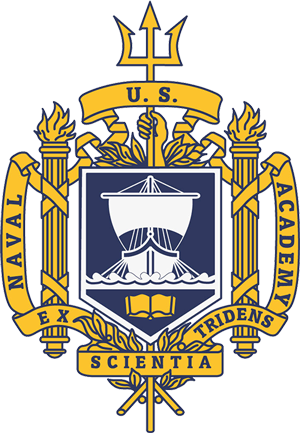 U. S.
NAVAL
ACADEMY
EX
SCIENTIA
TRIDENS